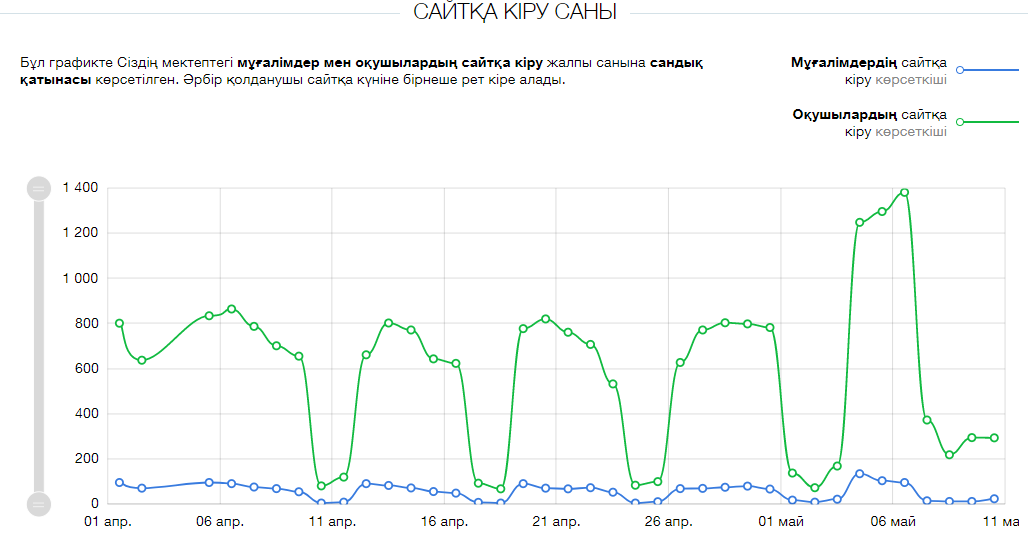 САЙТҚА КІРУ САНЫ
Бұл графикте Сіздің мектептегі мұғалімдер мен оқушылардың сайтқа кіру жалпы санына сандық
қатынасы көрсетілген. Әрбір қолданушы сайтқа күніне бірнеше рет кіре алады.
Мұғалімдердің сайтқа
кіру көрсеткіші
Оқушылардың сайтқа
кіру көрсеткіші
1 400
1 200
1 000
800
600
400
200
0
01 апр. 06 апр. 11 апр. 16 апр. 21 апр. 26 апр. 01 май 06 май 11 ма